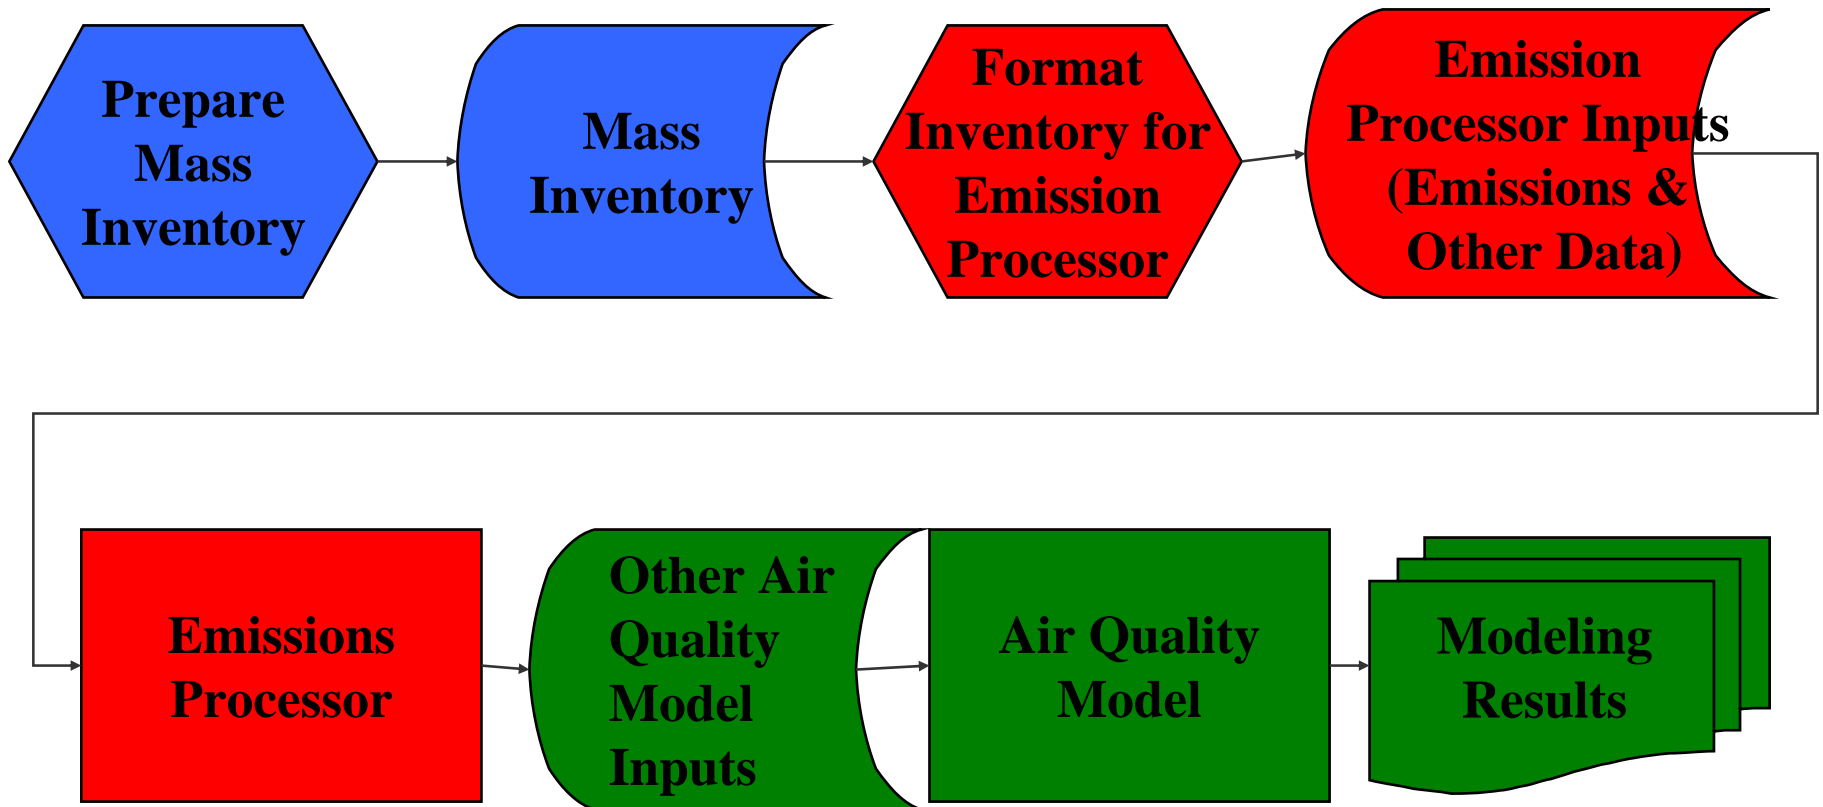 Prepare
Mass
Inventory
Mass
Inventory
Format
Inventory for
Emission
Processor
Emission
Processor Inputs
(Emissions &
Other Data)
Emissions
Processor
Other Air
Quality
Model
Inputs
Air Quality
Model
Modeling
Results